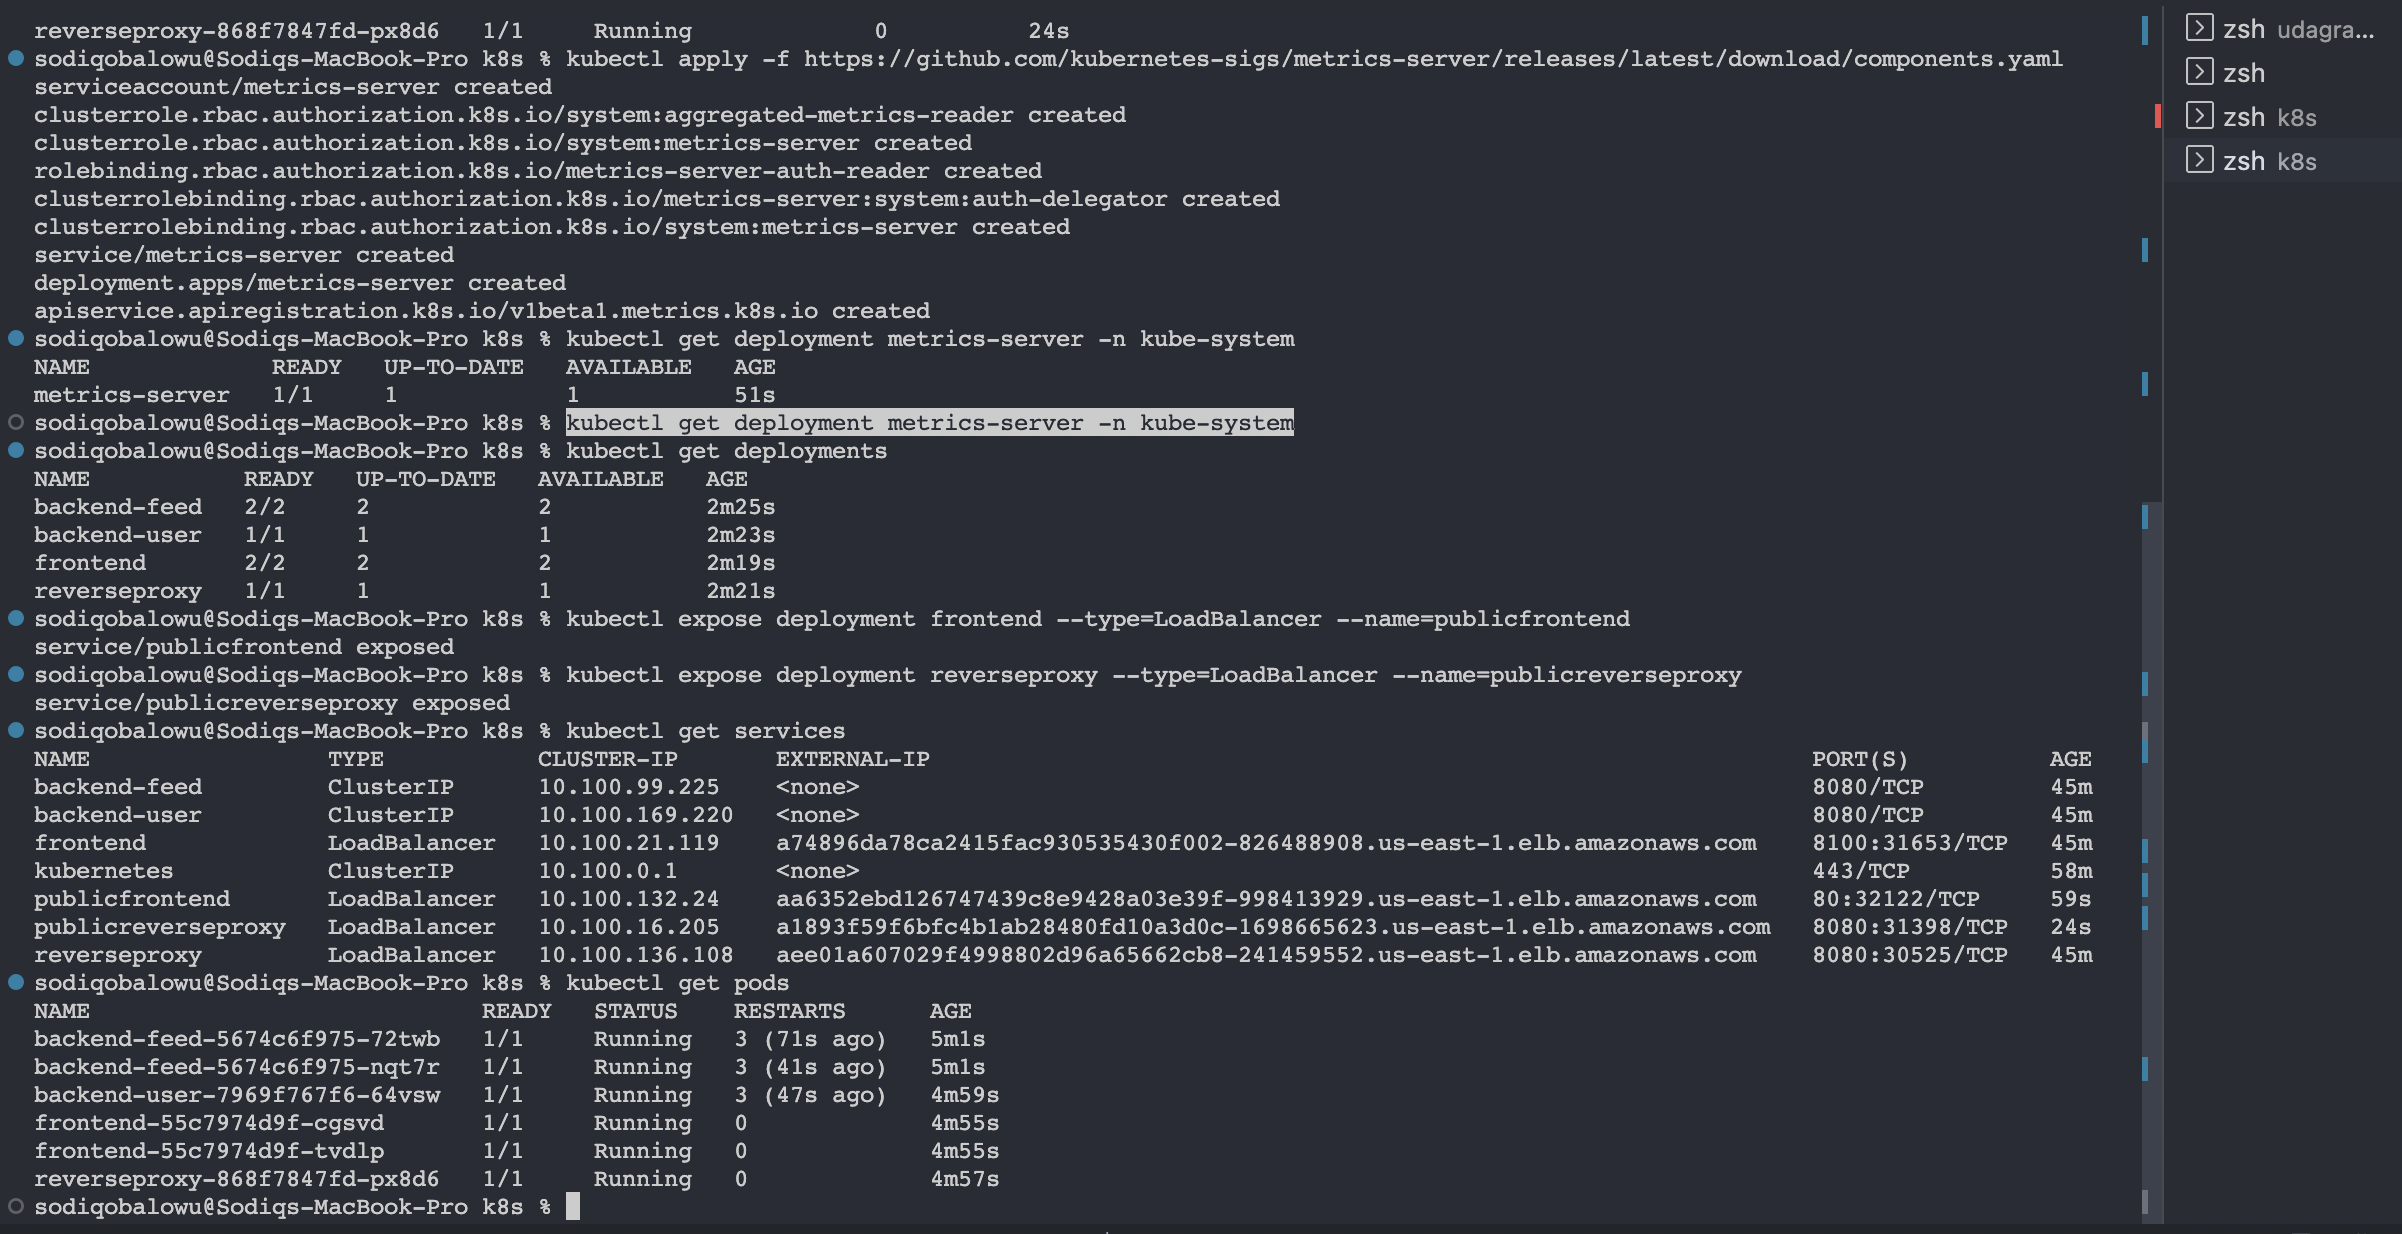 reverseproxy-868f7847fd-px8d6   1/1     Running             0          24s
sodiqobalowu@Sodiqs-MacBook-Pro k8s % kubectl apply -f https://github.com/kubernetes-sigs/metrics-server/releases/latest/download/components.yaml
serviceaccount/metrics-server created
clusterrole.rbac.authorization.k8s.io/system:aggregated-metrics-reader created
clusterrole.rbac.authorization.k8s.io/system:metrics-server created
rolebinding.rbac.authorization.k8s.io/metrics-server-auth-reader created
clusterrolebinding.rbac.authorization.k8s.io/metrics-server:system:auth-delegator created
clusterrolebinding.rbac.authorization.k8s.io/system:metrics-server created
service/metrics-server created
deployment.apps/metrics-server created
apiservice.apiregistration.k8s.io/v1beta1.metrics.k8s.io created
sodiqobalowu@Sodiqs-MacBook-Pro k8s % kubectl get deployment metrics-server -n kube-system
NAME             READY   UP-TO-DATE   AVAILABLE   AGE
metrics-server   1/1     1            1           51s
sodiqobalowu@Sodiqs-MacBook-Pro k8s % kubectl get deployment metrics-server -n kube-system
sodiqobalowu@Sodiqs-MacBook-Pro k8s % kubectl get deployments
NAME           READY   UP-TO-DATE   AVAILABLE   AGE
backend-feed   2/2     2            2           2m25s
backend-user   1/1     1            1           2m23s
frontend       2/2     2            2           2m19s
reverseproxy   1/1     1            1           2m21s
sodiqobalowu@Sodiqs-MacBook-Pro k8s % kubectl expose deployment frontend --type=LoadBalancer --name=publicfrontend
service/publicfrontend exposed
sodiqobalowu@Sodiqs-MacBook-Pro k8s % kubectl expose deployment reverseproxy --type=LoadBalancer --name=publicreverseproxy
service/publicreverseproxy exposed
sodiqobalowu@Sodiqs-MacBook-Pro k8s % kubectl get services
NAME                 TYPE           CLUSTER-IP       EXTERNAL-IP                                                               PORT(S)          AGE
backend-feed         ClusterIP      10.100.99.225    <none>                                                                    8080/TCP         45m
backend-user         ClusterIP      10.100.169.220   <none>                                                                    8080/TCP         45m
frontend             LoadBalancer   10.100.21.119    a74896da78ca2415fac930535430f002-826488908.us-east-1.elb.amazonaws.com    8100:31653/TCP   45m
kubernetes           ClusterIP      10.100.0.1       <none>                                                                    443/TCP          58m
publicfrontend       LoadBalancer   10.100.132.24    aa6352ebd126747439c8e9428a03e39f-998413929.us-east-1.elb.amazonaws.com    80:32122/TCP     59s
publicreverseproxy   LoadBalancer   10.100.16.205    a1893f59f6bfc4b1ab28480fd10a3d0c-1698665623.us-east-1.elb.amazonaws.com   8080:31398/TCP   24s
reverseproxy         LoadBalancer   10.100.136.108   aee01a607029f4998802d96a65662cb8-241459552.us-east-1.elb.amazonaws.com    8080:30525/TCP   45m
sodiqobalowu@Sodiqs-MacBook-Pro k8s % kubectl get pods
NAME                            READY   STATUS    RESTARTS      AGE
backend-feed-5674c6f975-72twb   1/1     Running   3 (71s ago)   5m1s
backend-feed-5674c6f975-nqt7r   1/1     Running   3 (41s ago)   5m1s
backend-user-7969f767f6-64vsw   1/1     Running   3 (47s ago)   4m59s
frontend-55c7974d9f-cgsvd       1/1     Running   0             4m55s
frontend-55c7974d9f-tvdlp       1/1     Running   0             4m55s
reverseproxy-868f7847fd-px8d6   1/1     Running   0             4m57s
sodiqobalowu@Sodiqs-MacBook-Pro k8s %
zsh udagra...
zsh
zsh k8s
zsh k8s